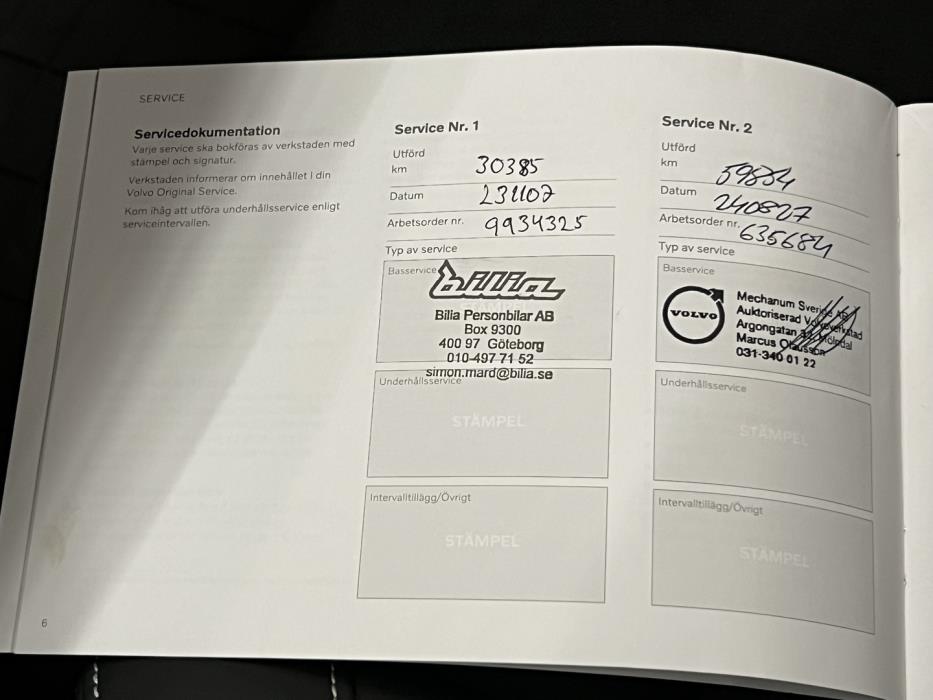 SERVICE
Servicedokumentation
Varje service ska bokföras av verkstaden med
stämpel och signatur.
Verkstaden informerar om innehållet i din
Volvo Original Service.
Kom ihåg att utföra underhållsservice enligt
serviceintervallen.
Service Nr. 1
Utförd
km 30385
Datum 231107
Arbetsorder nr. 9934325
Typ av service
Basservice
Bilia
Bilia Personbilar AB
Box 9300
400 97 Göteborg
010-497 71 52
simon.mard@bilia.se
Underhållsservice
STÄMPEL
Intervalltillägg/Övrigt
STÄMPEL
Service Nr. 2
Utförd
km 59834
Datum 240827
Arbetsorder nr. 635684
Typ av service
Basservice
VOLVO
Mechanum Sverige AB
Auktoriserad Volvoverkstad
Argongatan Mölndal
Marcus Olausson
031-340 01 22
Underhållsservice
STÄMPEL
Intervalltillägg/Övrigt
STÄMPEL
6